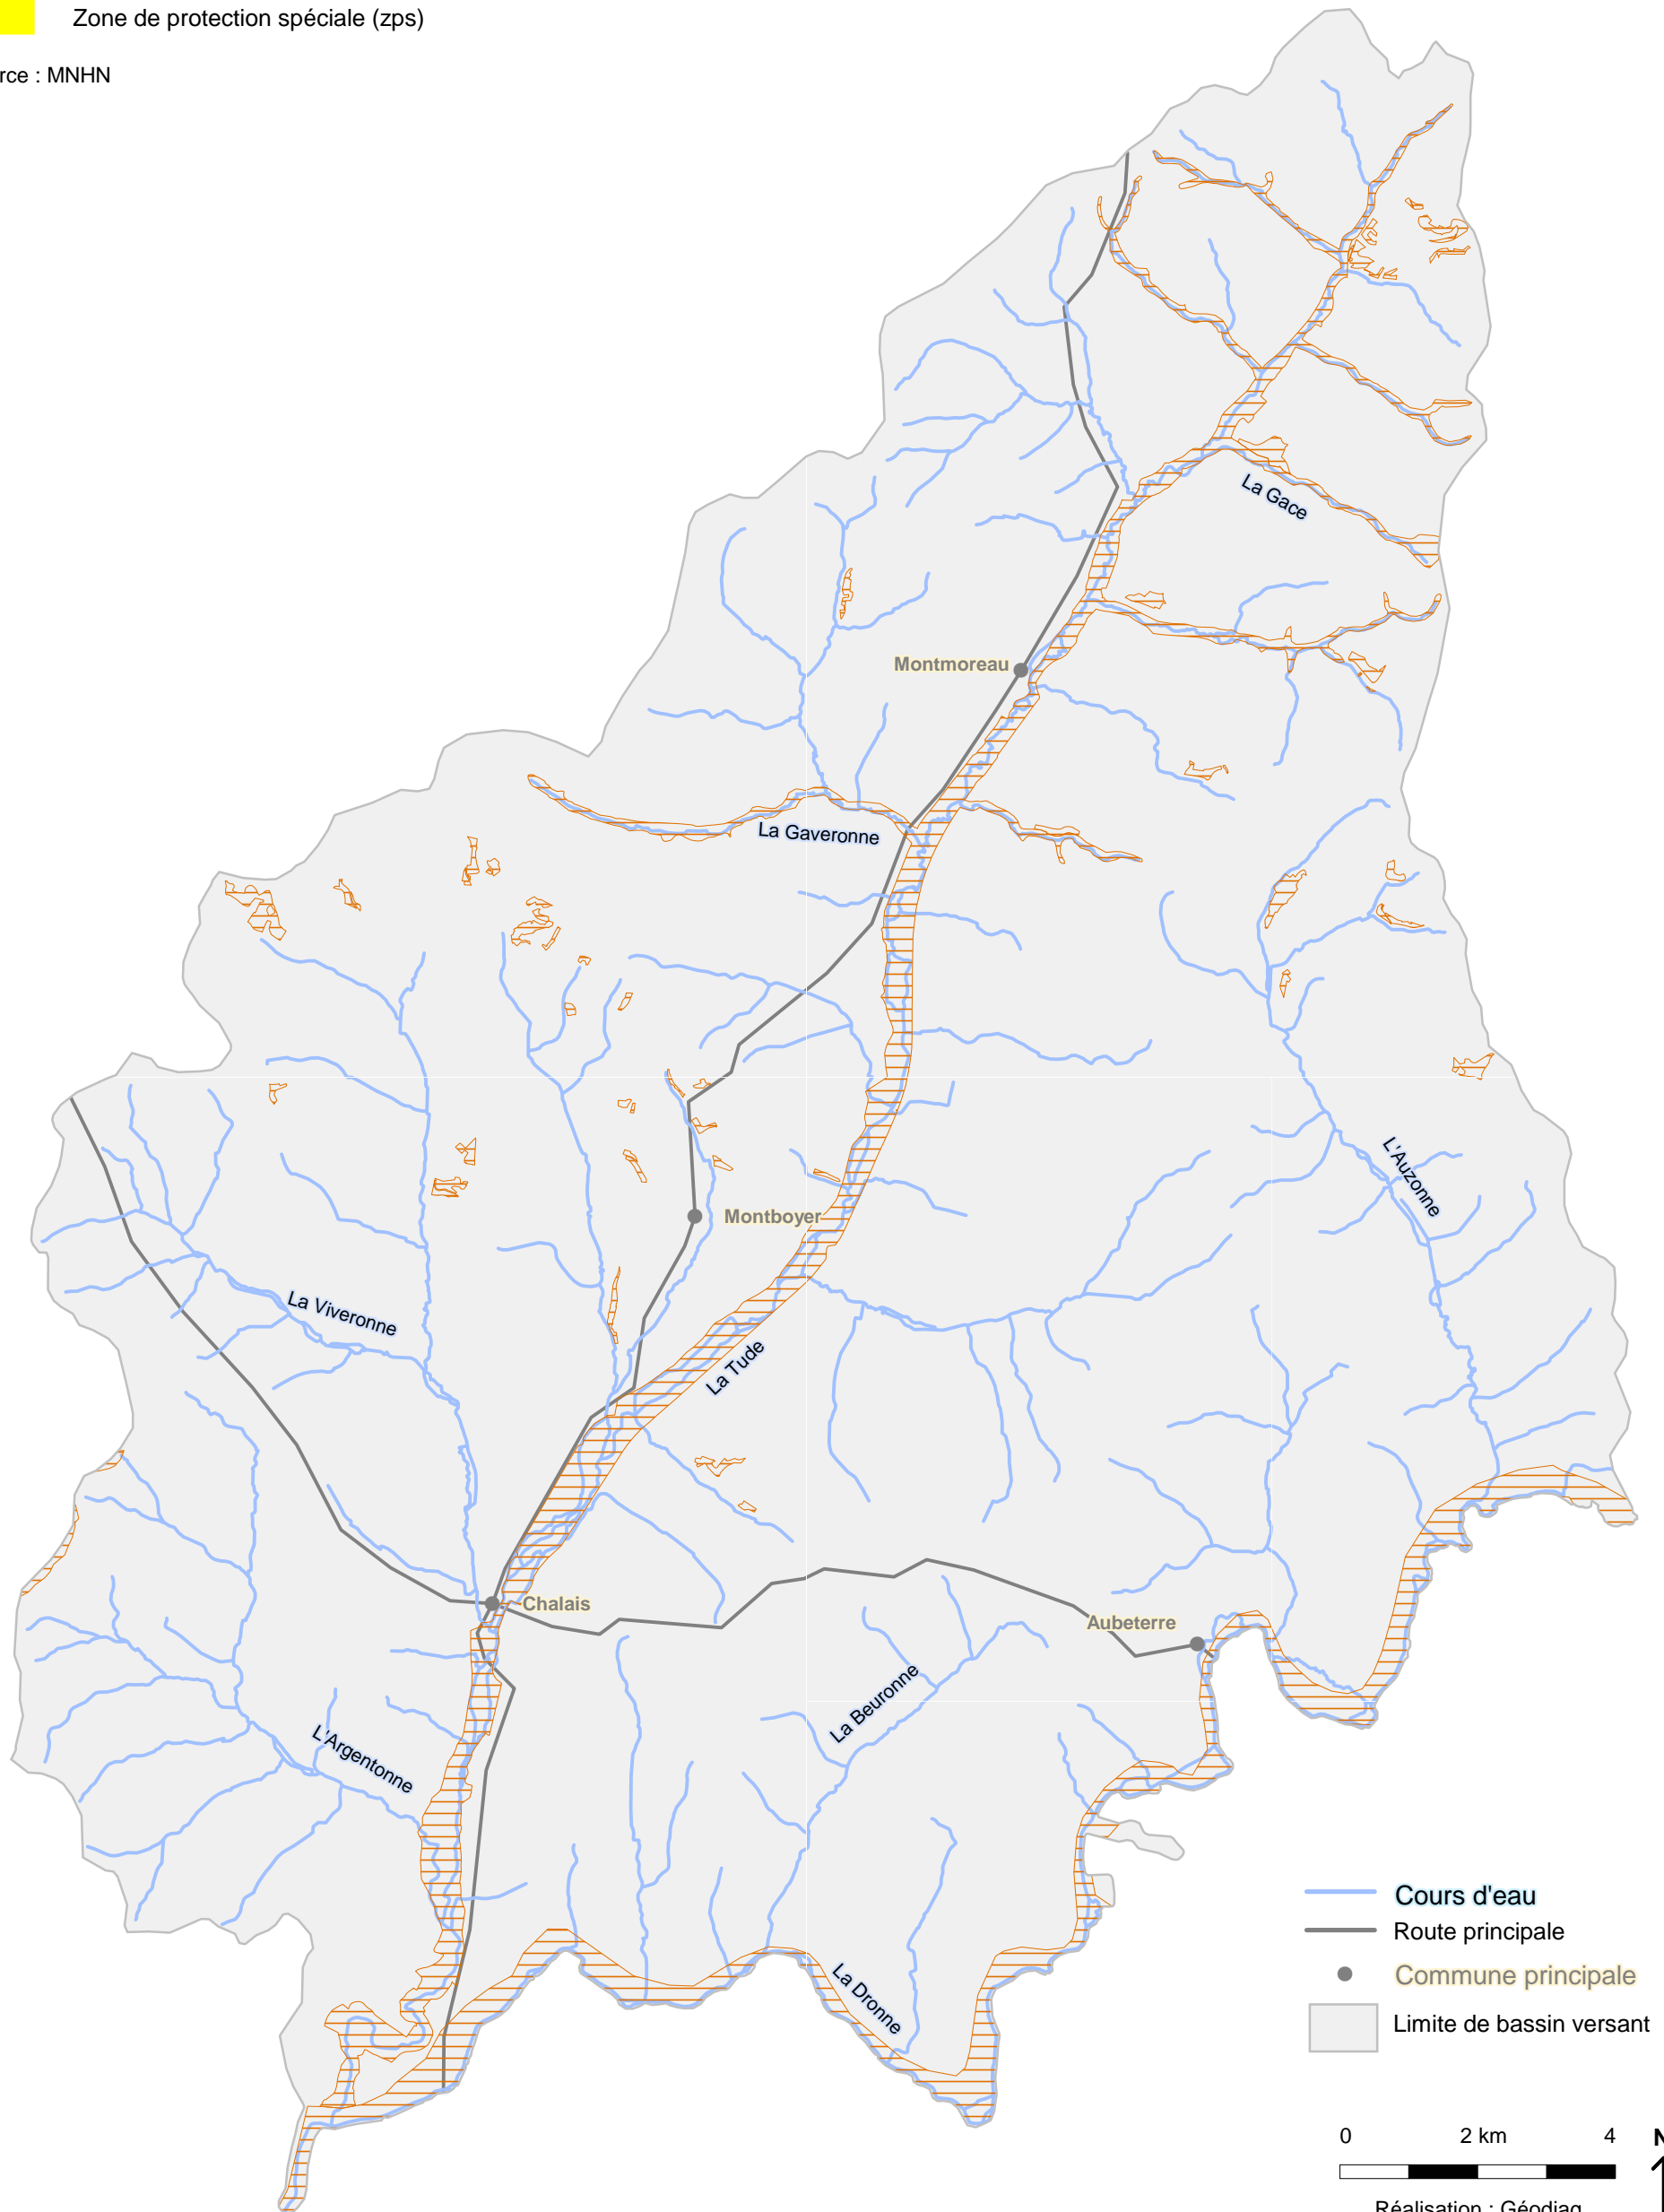 Zone de protection spéciale (zps)
rce : MNHN
La Gace
Montmoreau
La Gaveronne
L'Auzonne
Montboyer
La Viveronne
La Tude
Chalais
Aubeterre
La Beuronne
L'Argentonne
La Dronne
Cours d'eau
Route principale
Commune principale
Limite de bassin versant
0 2 km 4 N
Réalisation : Géodiag